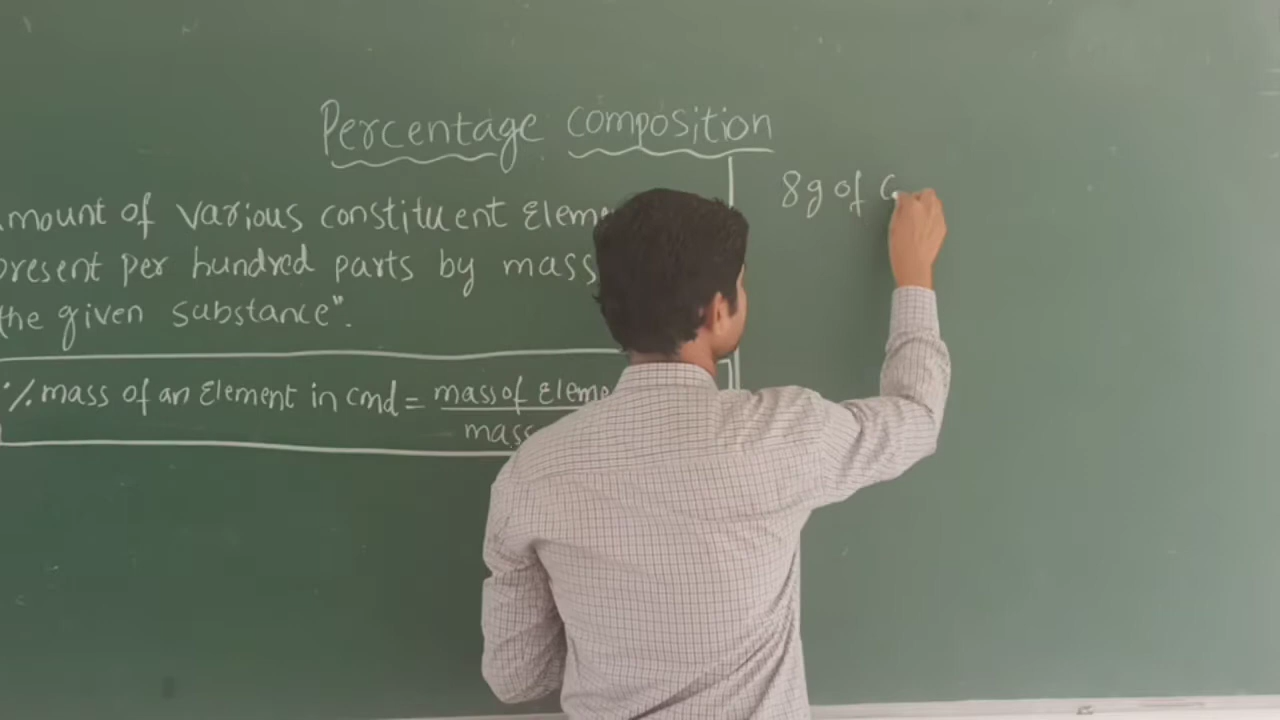 Percentage composition
mount of various constituent Eleme
present per hundred parts by mass
the given substance".
% mass of an Element in cmd = mass of Eleme
mass
8g of